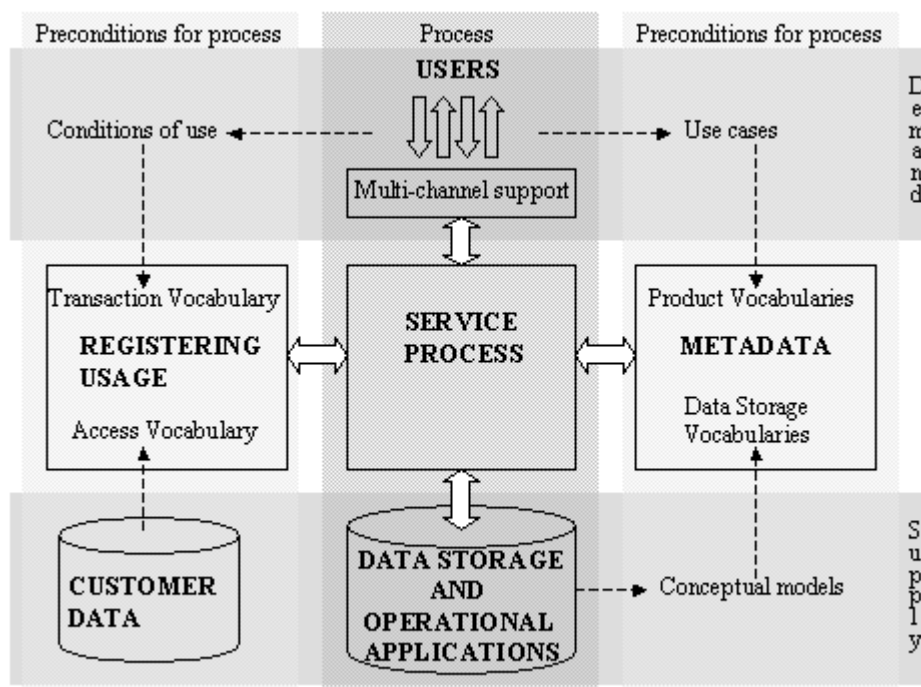 Preconditions for process
Process
Preconditions for process
USERS
Conditions of use
Use cases
Multi-channel support
Demand
Transaction Vocabulary
REGISTERING
USAGE
Access Vocabulary
SERVICE
PROCESS
Product Vocabularies
METADATA
Data Storage
Vocabularies
CUSTOMER
DATA
DATA STORAGE
AND
OPERATIONAL
APPLICATIONS
Conceptual models
Supply